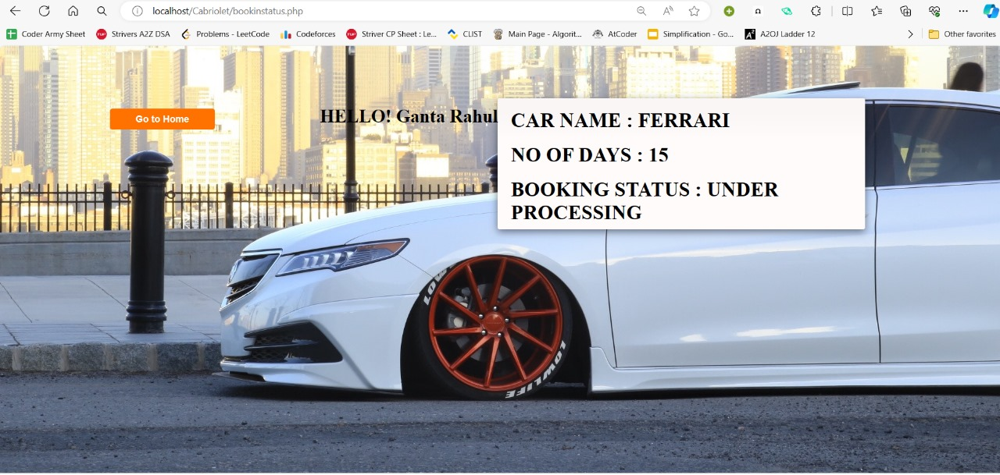 localhost/Cabriolet/bookinstatus.php
Coder Army Sheet
Strivers A2Z DSA
Problems - LeetCode
Codeforces
Striver CP Sheet : Le...
CLIST
Main Page - Algorit...
AtCoder
Simplification - Go...
A2OJ Ladder 12
Other favorites
Go to Home
HELLO! Ganta Rahul
CAR NAME : FERRARI
NO OF DAYS : 15
BOOKING STATUS : UNDER
PROCESSING
LOW
LOWLIFE